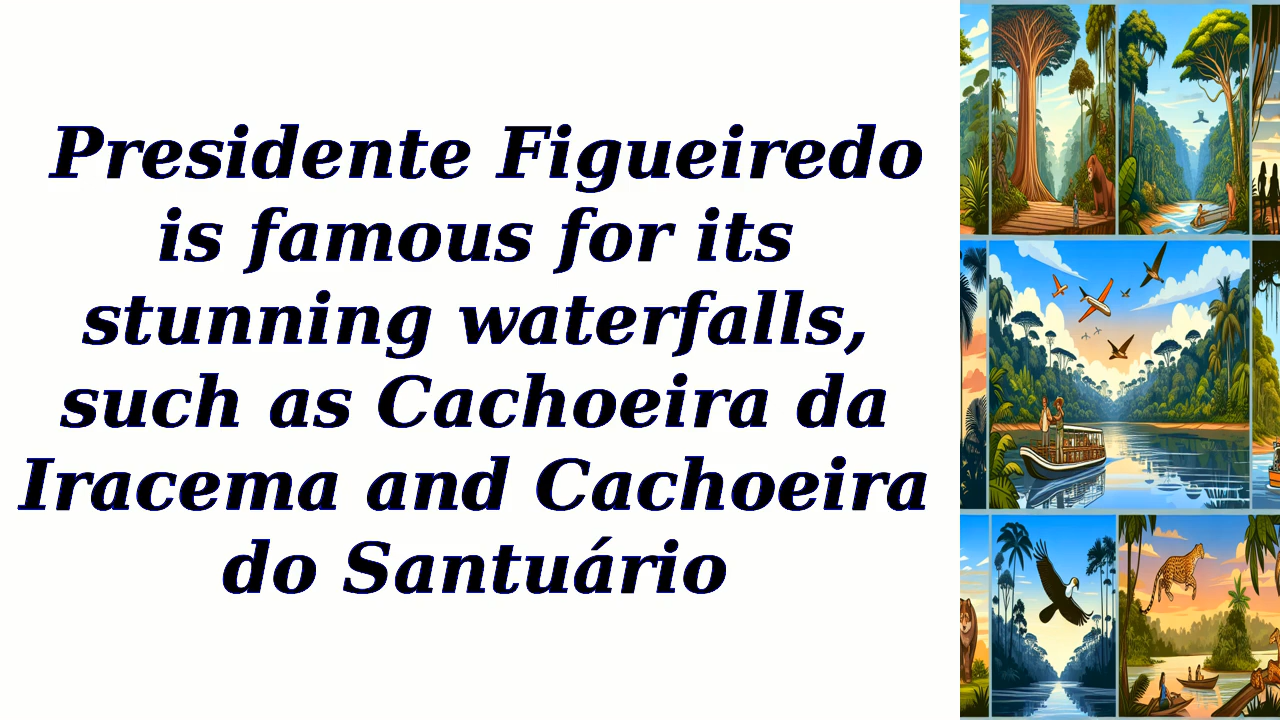 Presidente Figueiredo
is famous for its
stunning waterfalls,
such as Cachoeira da
Iracema and Cachoeira
do Santuário